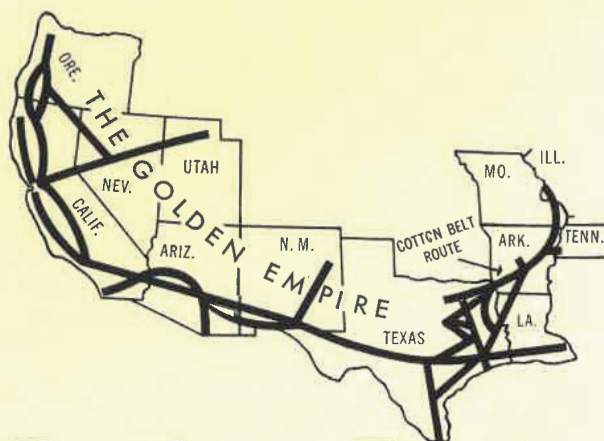 ORE.
THE GOLDEN EMPIRE
NEV.
UTAH
CALIF.
ARIZ.
N.M.
TEXAS
COTTON BELT
ROUTE
MO.
ILL.
ARK.
TENN.
LA.